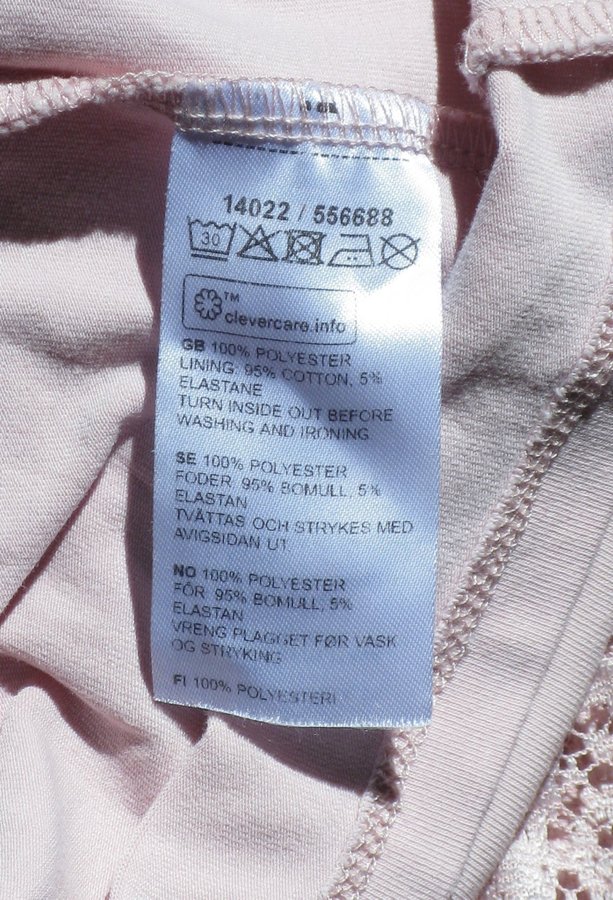 14022 / 556688
30
™
clevercare.info
GB 100% POLYESTER
LINING: 95% COTTON, 5%
ELASTANE
TURN INSIDE OUT BEFORE
WASHING AND IRONING
SE 100% POLYESTER
FODER: 95% BOMULL, 5%
ELASTAN
TVÄTTAS OCH STRYKES MED
AVIGSIDAN UT
NO 100% POLYESTER
FÔR: 95% BOMULL, 5%
ELASTAN
VRENG PLAGGET FØR VASK
OG STRYKING
FI 100% POLYESTERI